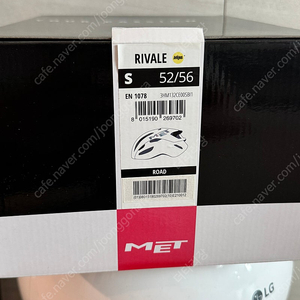 RIVALE
S 52/56
EN 1078
8 015190 269702
ROAD
MET
LG
cafe.naver.com/joonggonara